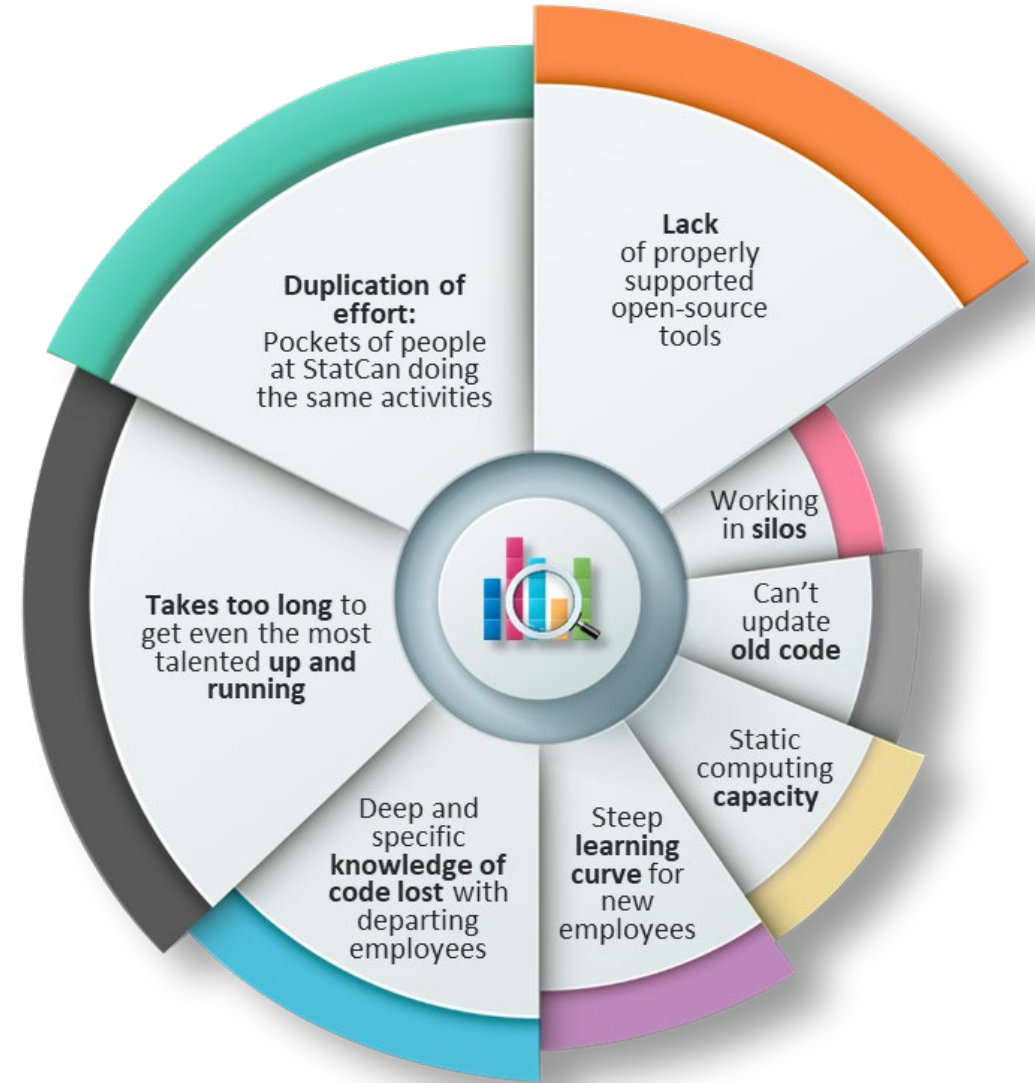 Lack
of properly
supported
open-source
tools
Working
in silos
Can’t
update
old code
Static
computing
capacity
Steep
learning
curve for
new
employees
Deep and
specific
knowledge of
code lost with
departing
employees
Takes too long to
get even the most
talented up and
running
Duplication of
effort:
Pockets of people
at StatCan doing
the same activities